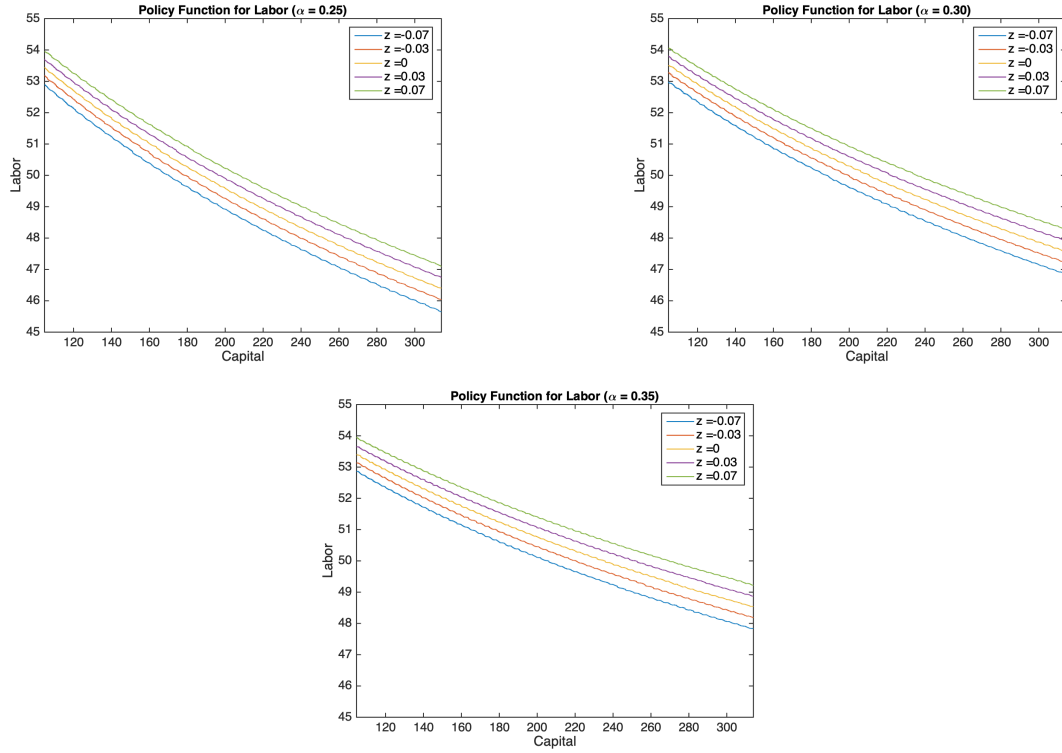 Policy Function for Labor (α = 0.25)
55
54
53
52
51
50
49
48
47
46
45
Labor
120 140 160 180 200 220 240 260 280 300
Capital
z =-0.07
z =-0.03
z =0
z =0.03
z =0.07
Policy Function for Labor (α = 0.30)
55
54
53
52
51
50
49
48
47
46
45
Labor
120 140 160 180 200 220 240 260 280 300
Capital
z =-0.07
z =-0.03
z =0
z =0.03
z =0.07
Policy Function for Labor (α = 0.35)
55
54
53
52
51
50
49
48
47
46
45
Labor
120 140 160 180 200 220 240 260 280 300
Capital
z =-0.07
z =-0.03
z =0
z =0.03
z =0.07